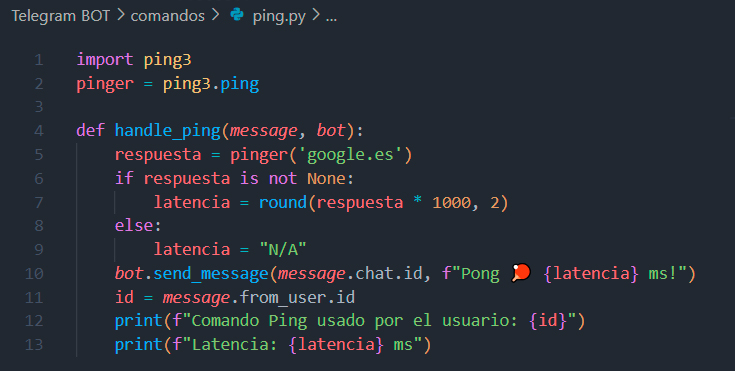 Telegram BOT > comandos > ping.py > ...
1 import ping3
2 pinger = ping3.ping
3
4 def handle_ping(message, bot):
5     respuesta = pinger('google.es')
6     if respuesta is not None:
7         latencia = round(respuesta * 1000, 2)
8     else:
9         latencia = "N/A"
10     bot.send_message(message.chat.id, f"Pong 🏓 {latencia} ms!")
11     id = message.from_user.id
12     print(f"Comando Ping usado por el usuario: {id}")
13     print(f"Latencia: {latencia} ms")